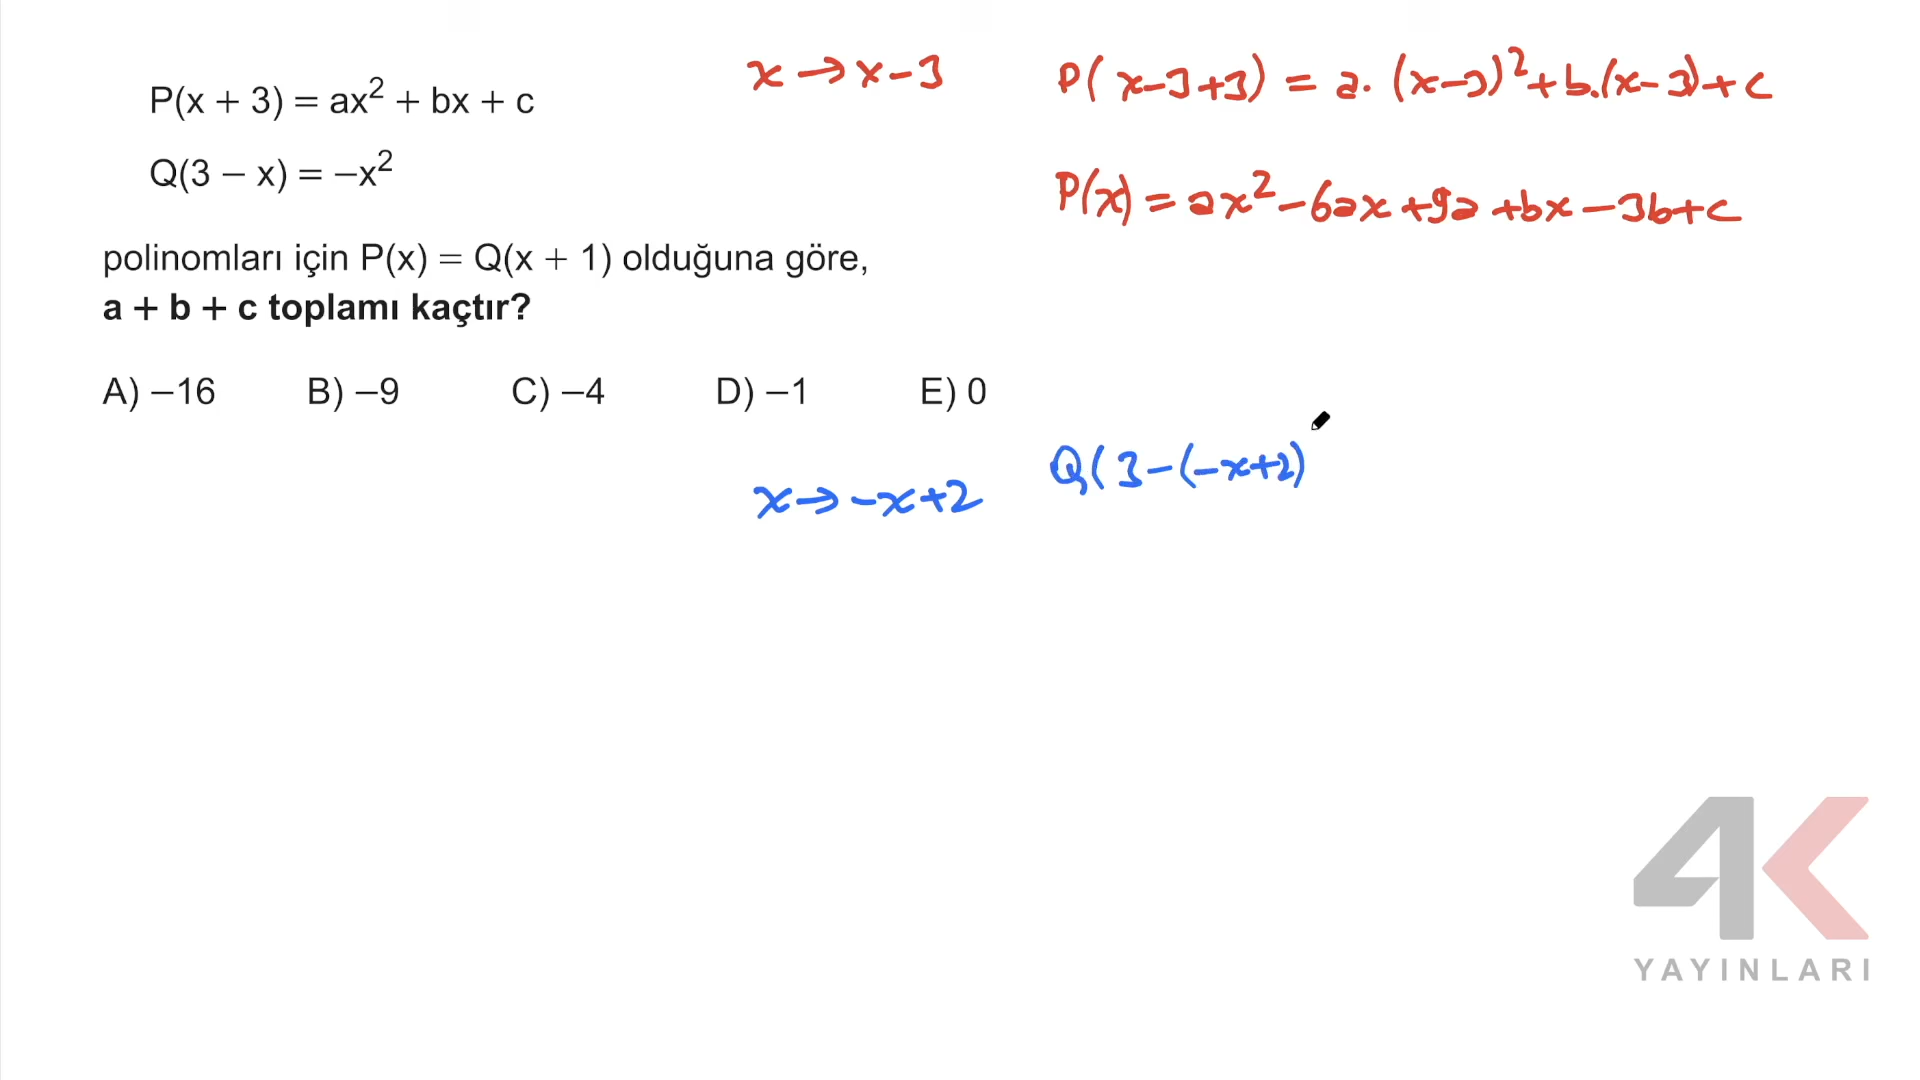 P(x + 3) = ax² + bx + c
Q(3 − x) = −x²
polinomları için P(x) = Q(x + 1) olduğuna göre,
a + b + c toplamı kaçtır?
A) −16 B) −9 C) −4 D) −1 E) 0
x → x−3
P(x−3+3) = a.(x−3)²+b.(x−3)+c
P(x) = ax²−6ax+9a+bx−3b+c
x → −x+2
Q(3−(−x+2)
4K
YAYINLARI